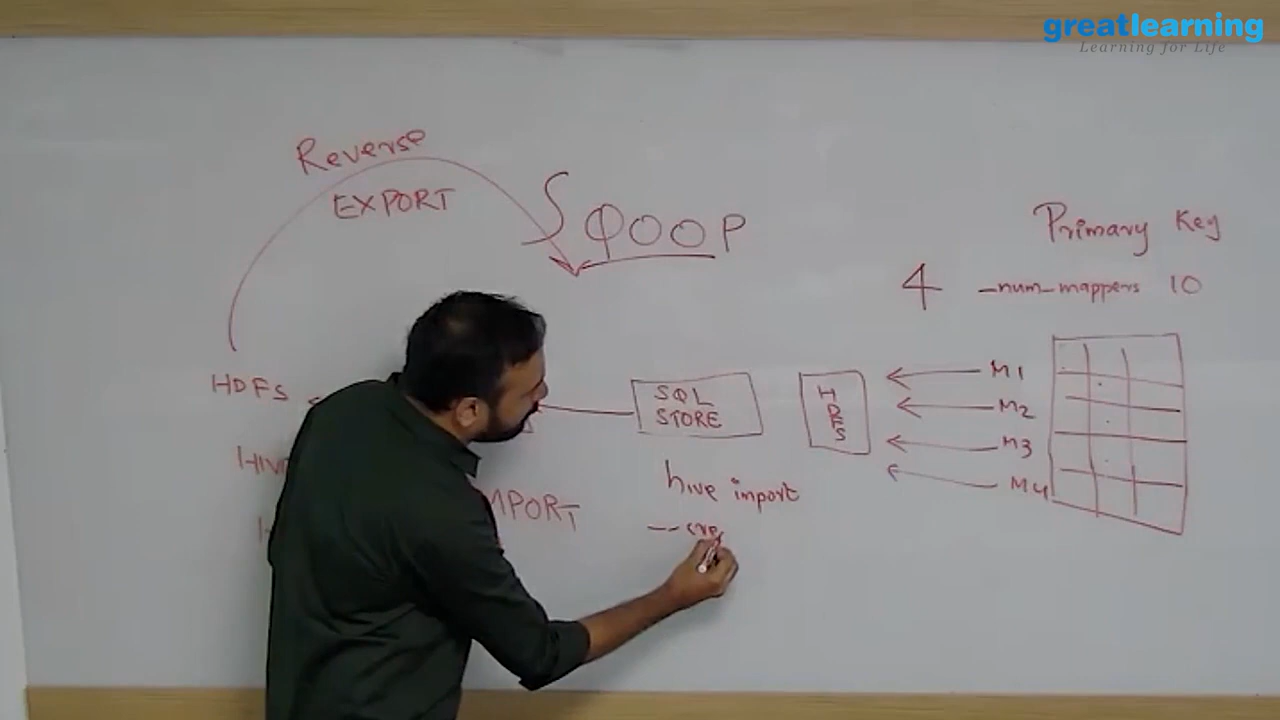 greatlearning
Learning for Life
Reverse
EXPORT
SQOOP
Primary Key
4 -num-mappers 10
HDFS
SQL
STORE
HDFS
M1
M2
M3
M4
hive import
-- cre